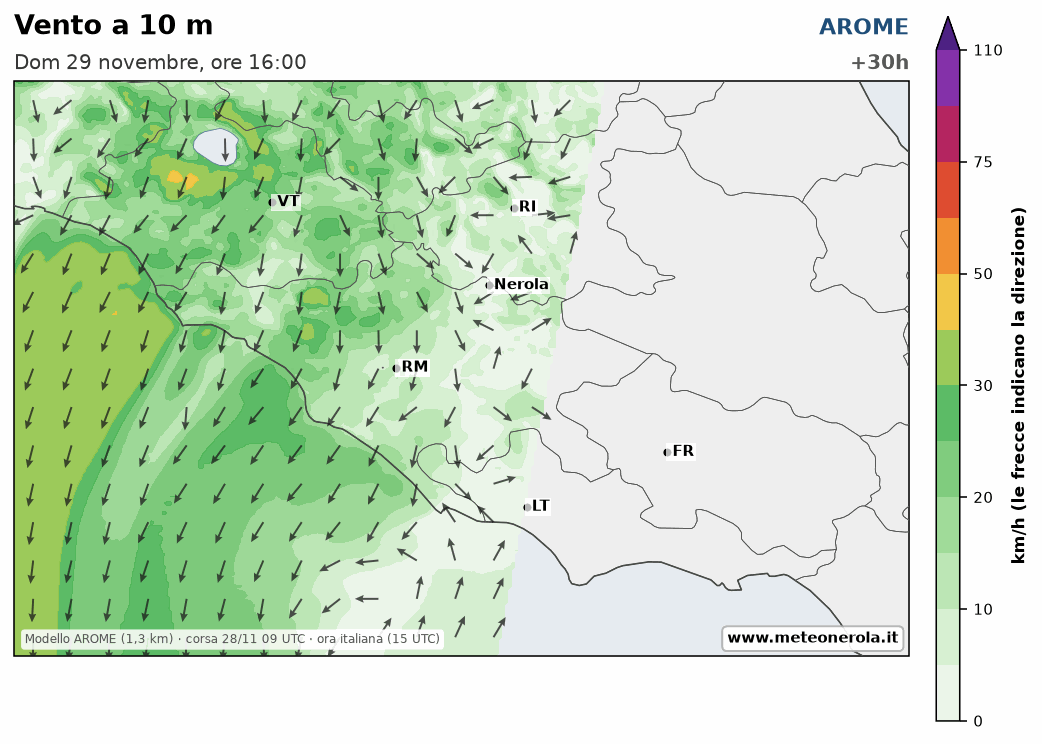 Vento a 10 m
AROME
Dom 29 novembre, ore 16:00
+30h
VT
RI
Nerola
RM
FR
LT
Modello AROME (1,3 km) · corsa 28/11 09 UTC · ora italiana (15 UTC)
www.meteonerola.it
110
75
50
30
20
10
0
km/h (le frecce indicano la direzione)